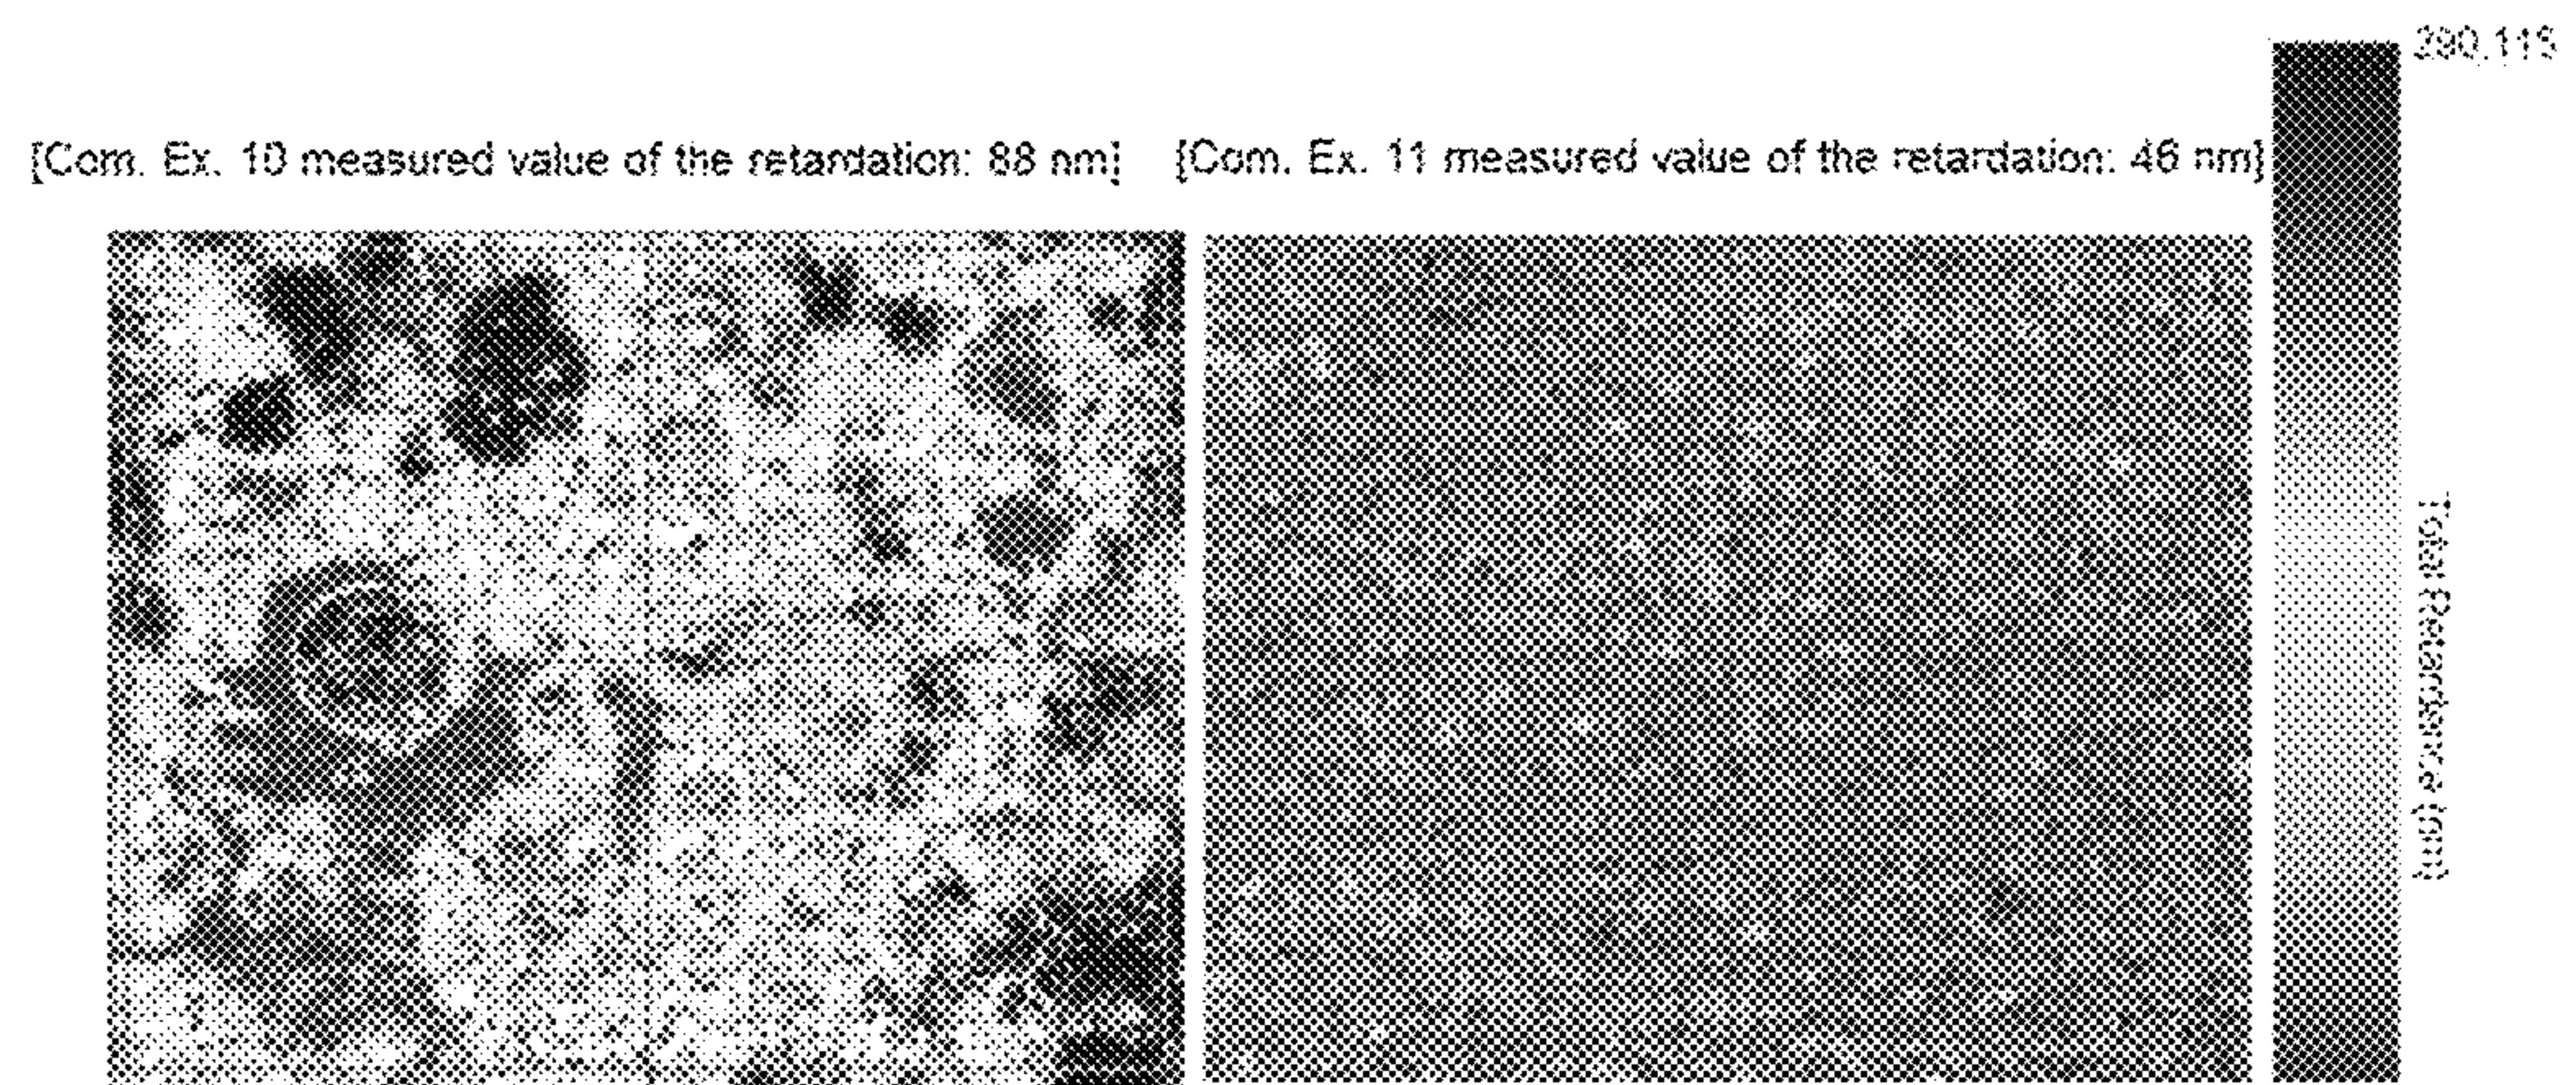 290.115
[Com. Ex. 10 measured value of the retardation: 88 nm]
[Com. Ex. 11 measured value of the retardation: 46 nm]
Total Retardance (nm)